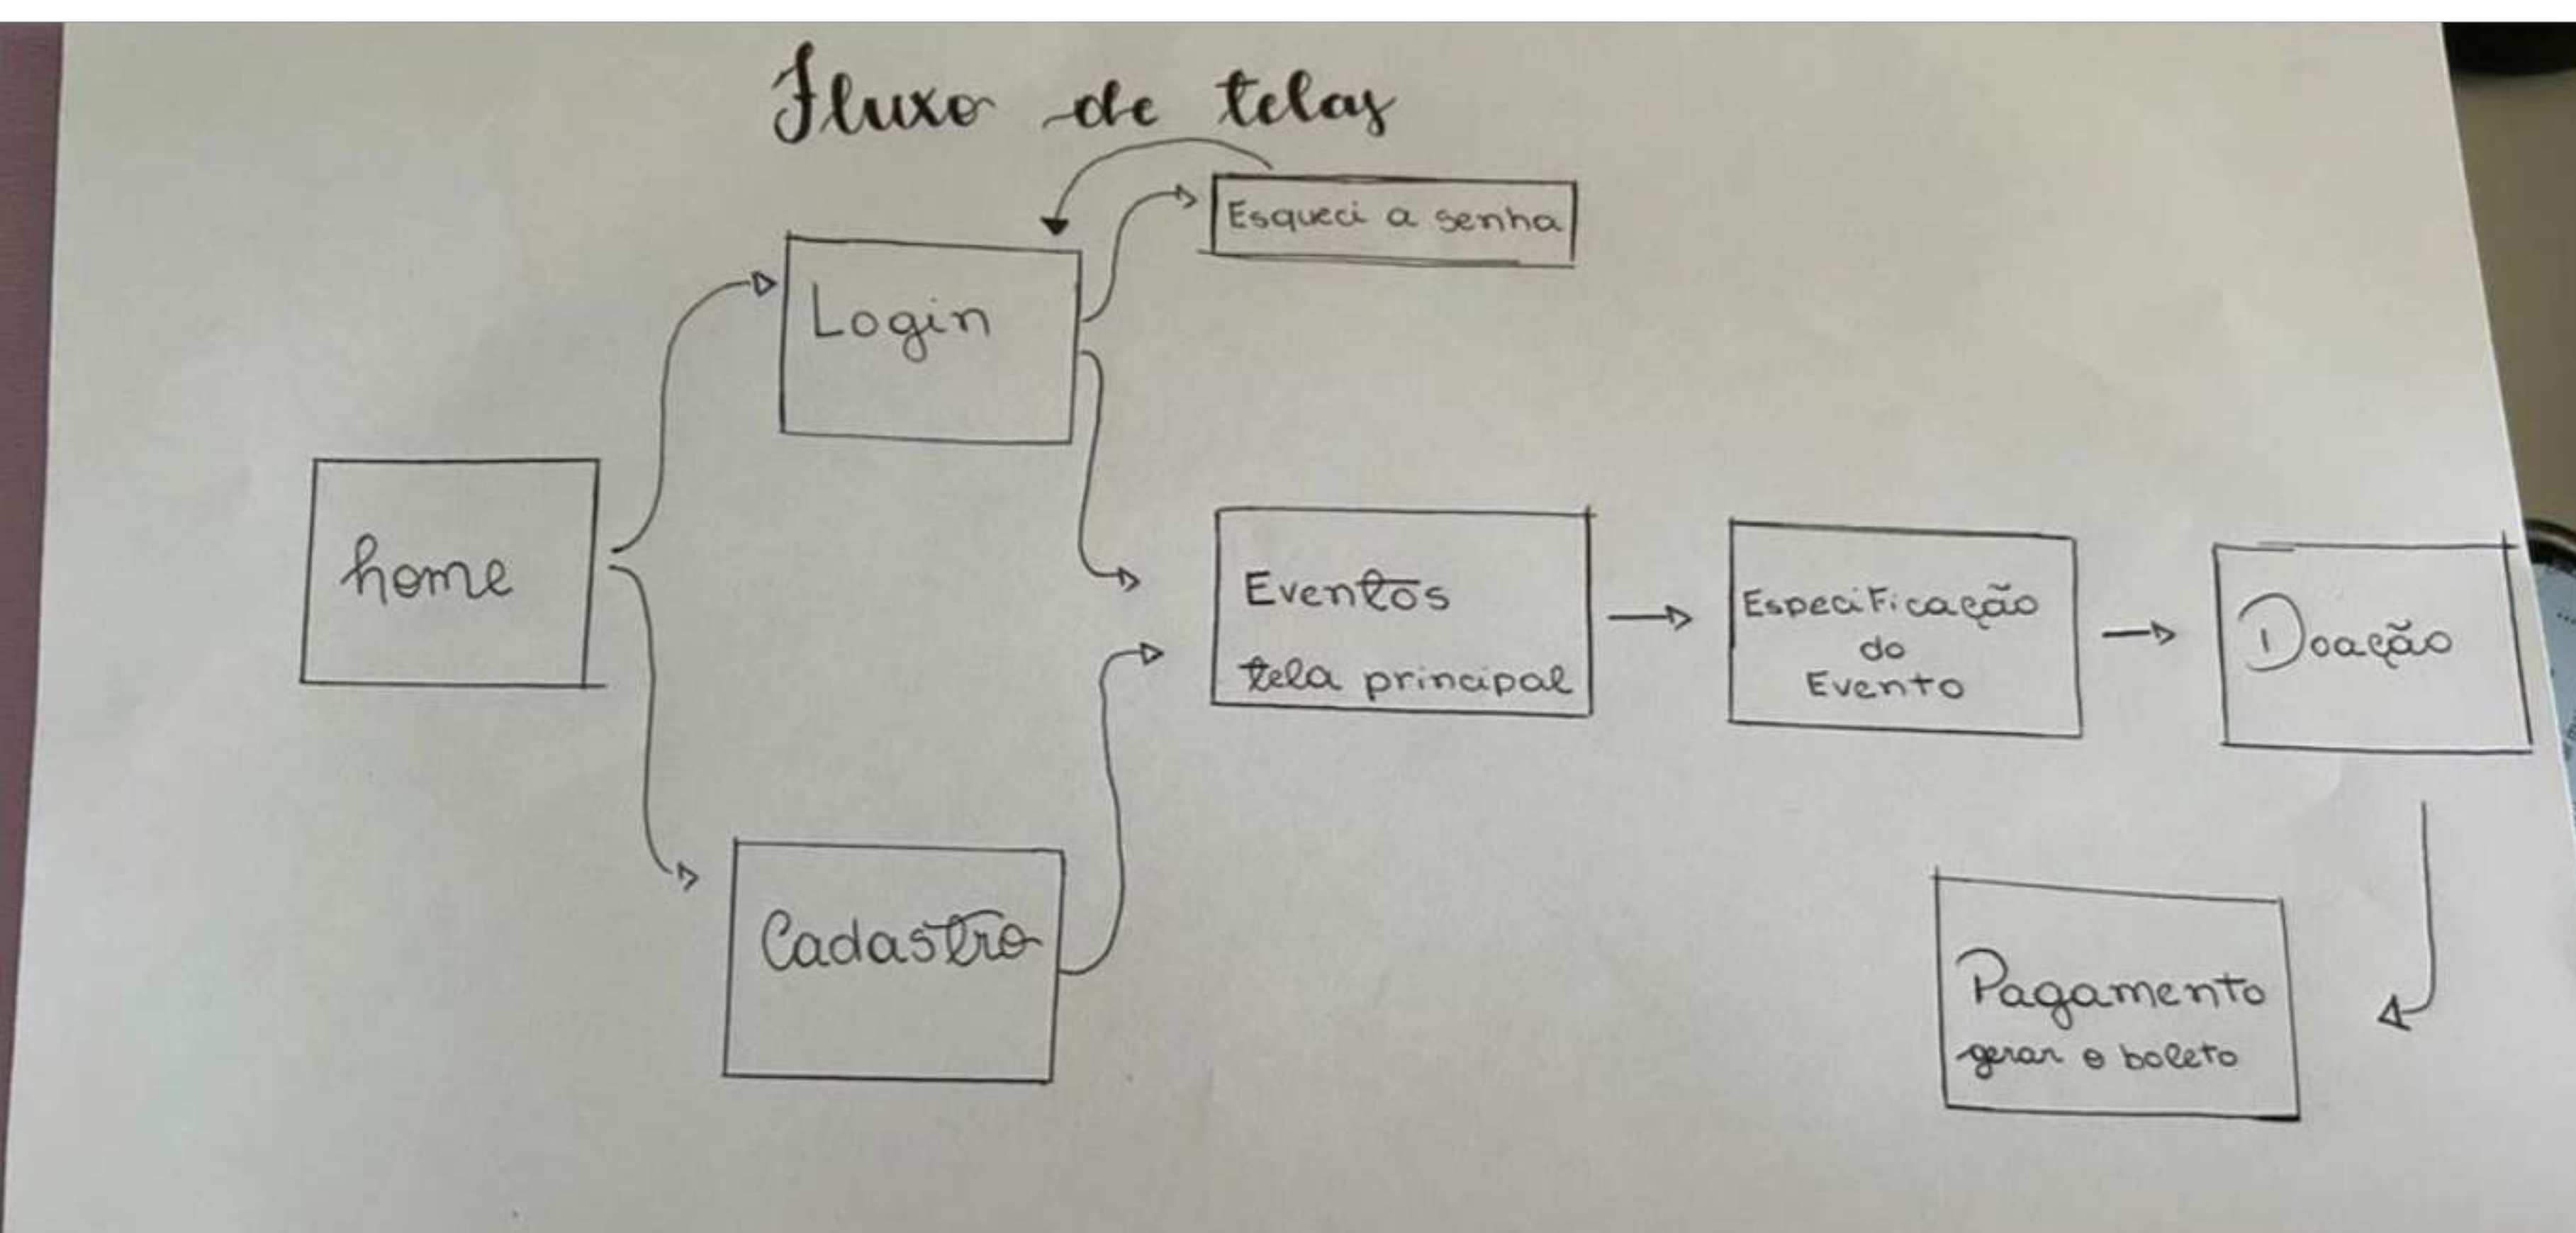 Fluxo de telas
Esqueci a senha
Login
home
Eventos
tela principal
Especificação
do
Evento
Doação
Cadastro
Pagamento
gerar o boleto